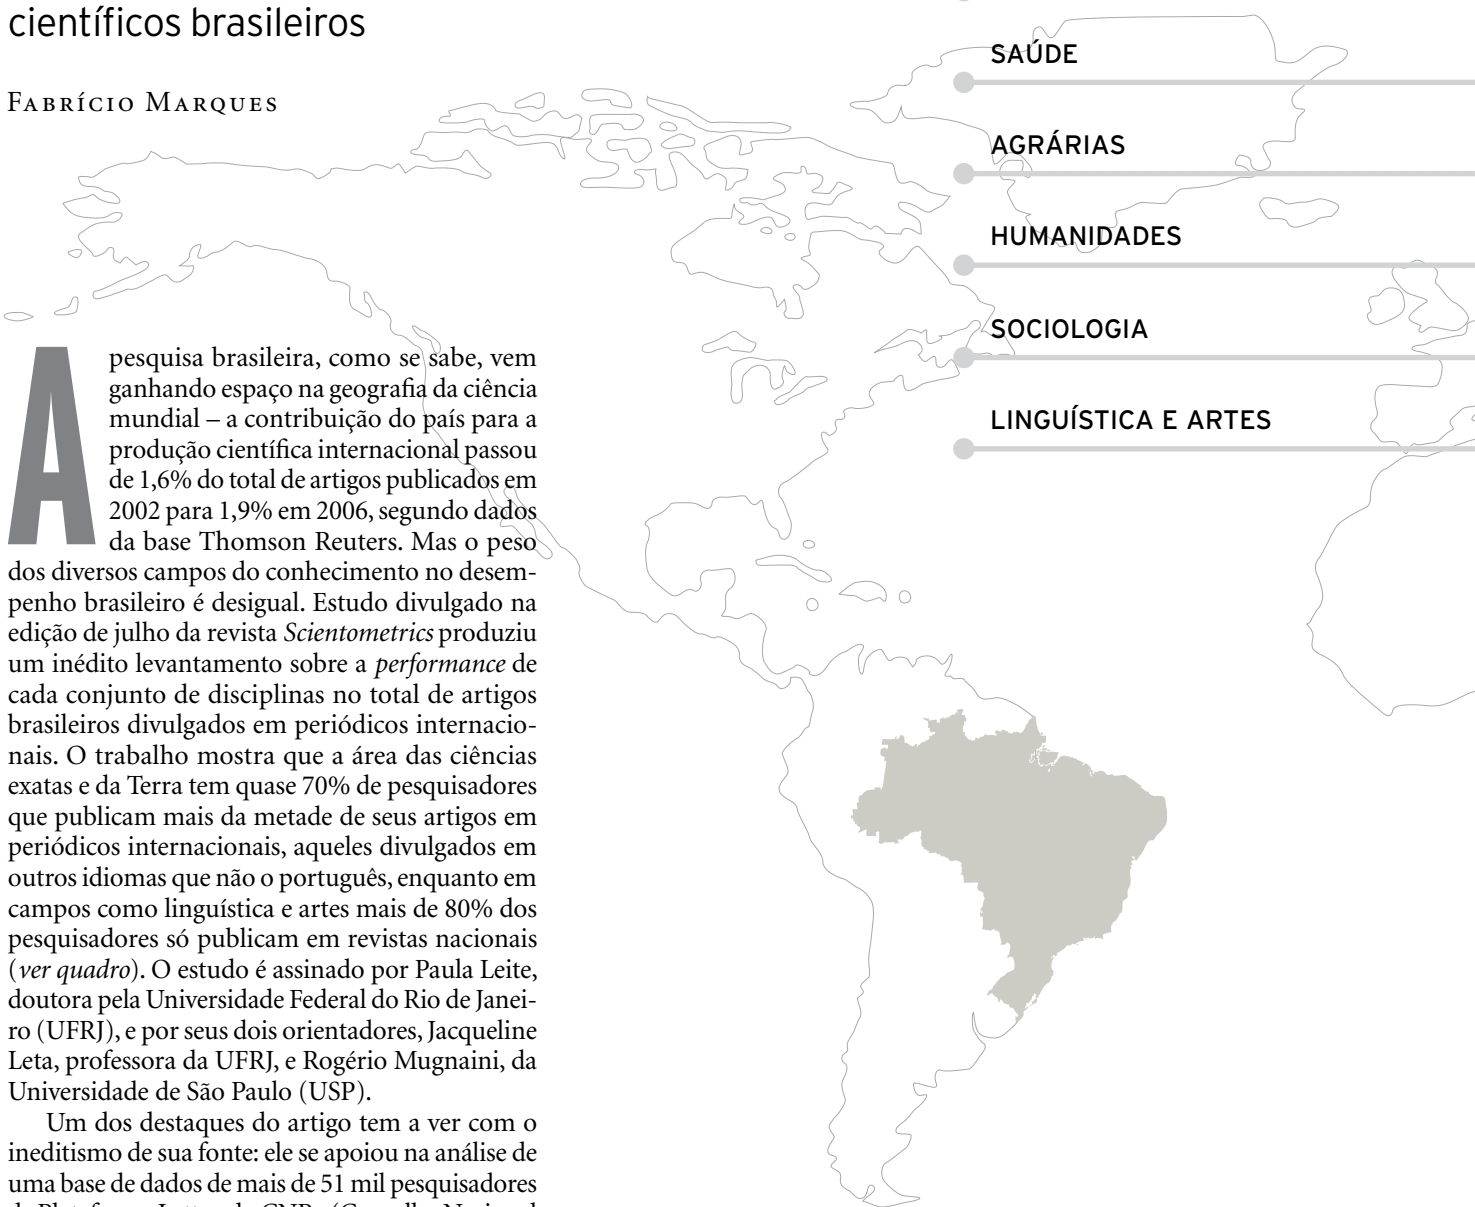 científicos brasileiros
Fabrício Marques
A pesquisa brasileira, como se sabe, vem
ganhando espaço na geografia da ciência
mundial – a contribuição do país para a
produção científica internacional passou
de 1,6% do total de artigos publicados em
2002 para 1,9% em 2006, segundo dados
da base Thomson Reuters. Mas o peso
dos diversos campos do conhecimento no desem-
penho brasileiro é desigual. Estudo divulgado na
edição de julho da revista Scientometrics produziu
um inédito levantamento sobre a performance de
cada conjunto de disciplinas no total de artigos
brasileiros divulgados em periódicos internacio-
nais. O trabalho mostra que a área das ciências
exatas e da Terra tem quase 70% de pesquisadores
que publicam mais da metade de seus artigos em
periódicos internacionais, aqueles divulgados em
outros idiomas que não o português, enquanto em
campos como linguística e artes mais de 80% dos
pesquisadores só publicam em revistas nacionais
(ver quadro). O estudo é assinado por Paula Leite,
doutora pela Universidade Federal do Rio de Janei-
ro (UFRJ), e por seus dois orientadores, Jacqueline
Leta, professora da UFRJ, e Rogério Mugnaini, da
Universidade de São Paulo (USP).
Um dos destaques do artigo tem a ver com o
ineditismo de sua fonte: ele se apoiou na análise de
uma base de dados de mais de 51 mil pesquisadores
SAÚDE
AGRÁRIAS
HUMANIDADES
SOCIOLOGIA
LINGUÍSTICA E ARTES